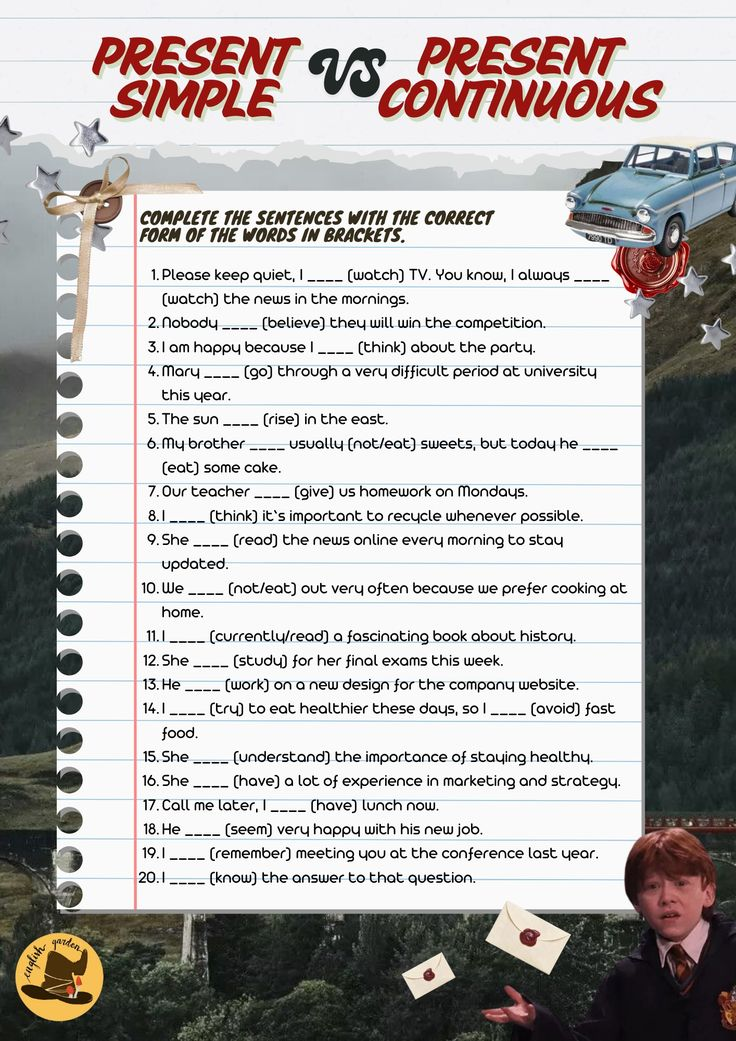 PRESENT SIMPLE VS PRESENT CONTINUOUS
COMPLETE THE SENTENCES WITH THE CORRECT
FORM OF THE WORDS IN BRACKETS.
7990 TD
1. Please keep quiet, I ____ (watch) TV. You know, I always ____
(watch) the news in the mornings.
2. Nobody ____ (believe) they will win the competition.
3. I am happy because I ____ (think) about the party.
4. Mary ____ (go) through a very difficult period at university
this year.
5. The sun ____ (rise) in the east.
6. My brother ____ usually (not/eat) sweets, but today he ____
(eat) some cake.
7. Our teacher ____ (give) us homework on Mondays.
8. I ____ (think) it`s important to recycle whenever possible.
9. She ____ (read) the news online every morning to stay
updated.
10. We ____ (not/eat) out very often because we prefer cooking at
home.
11. I ____ (currently/read) a fascinating book about history.
12. She ____ (study) for her final exams this week.
13. He ____ (work) on a new design for the company website.
14. I ____ (try) to eat healthier these days, so I ____ (avoid) fast
food.
15. She ____ (understand) the importance of staying healthy.
16. She ____ (have) a lot of experience in marketing and strategy.
17. Call me later, I ____ (have) lunch now.
18. He ____ (seem) very happy with his new job.
19. I ____ (remember) meeting you at the conference last year.
20. I ____ (know) the answer to that question.
english garden